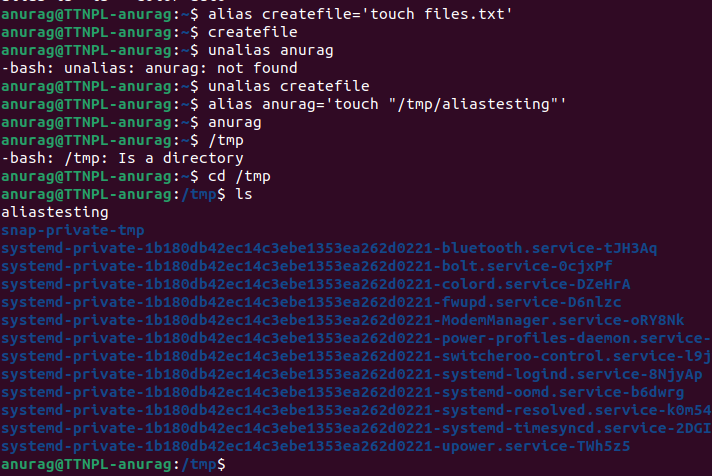 anurag@TTNPL-anurag:~$ alias createfile='touch files.txt'
anurag@TTNPL-anurag:~$ createfile
anurag@TTNPL-anurag:~$ unalias anurag
-bash: unalias: anurag: not found
anurag@TTNPL-anurag:~$ unalias createfile
anurag@TTNPL-anurag:~$ alias anurag='touch "/tmp/aliastesting"'
anurag@TTNPL-anurag:~$ anurag
anurag@TTNPL-anurag:~$ /tmp
-bash: /tmp: Is a directory
anurag@TTNPL-anurag:~$ cd /tmp
anurag@TTNPL-anurag:/tmp$ ls
aliastesting
snap-private-tmp
systemd-private-1b180db42ec14c3ebe1353ea262d0221-bluetooth.service-tJH3Aq
systemd-private-1b180db42ec14c3ebe1353ea262d0221-bolt.service-0cjxPf
systemd-private-1b180db42ec14c3ebe1353ea262d0221-colord.service-DZeHrA
systemd-private-1b180db42ec14c3ebe1353ea262d0221-fwupd.service-D6nlzc
systemd-private-1b180db42ec14c3ebe1353ea262d0221-ModemManager.service-oRY8Nk
systemd-private-1b180db42ec14c3ebe1353ea262d0221-power-profiles-daemon.service-
systemd-private-1b180db42ec14c3ebe1353ea262d0221-switcheroo-control.service-l9j
systemd-private-1b180db42ec14c3ebe1353ea262d0221-systemd-logind.service-8NjyAp
systemd-private-1b180db42ec14c3ebe1353ea262d0221-systemd-oomd.service-b6dwrg
systemd-private-1b180db42ec14c3ebe1353ea262d0221-systemd-resolved.service-k0m54
systemd-private-1b180db42ec14c3ebe1353ea262d0221-systemd-timesyncd.service-2DGI
systemd-private-1b180db42ec14c3ebe1353ea262d0221-upower.service-TWh5z5
anurag@TTNPL-anurag:/tmp$